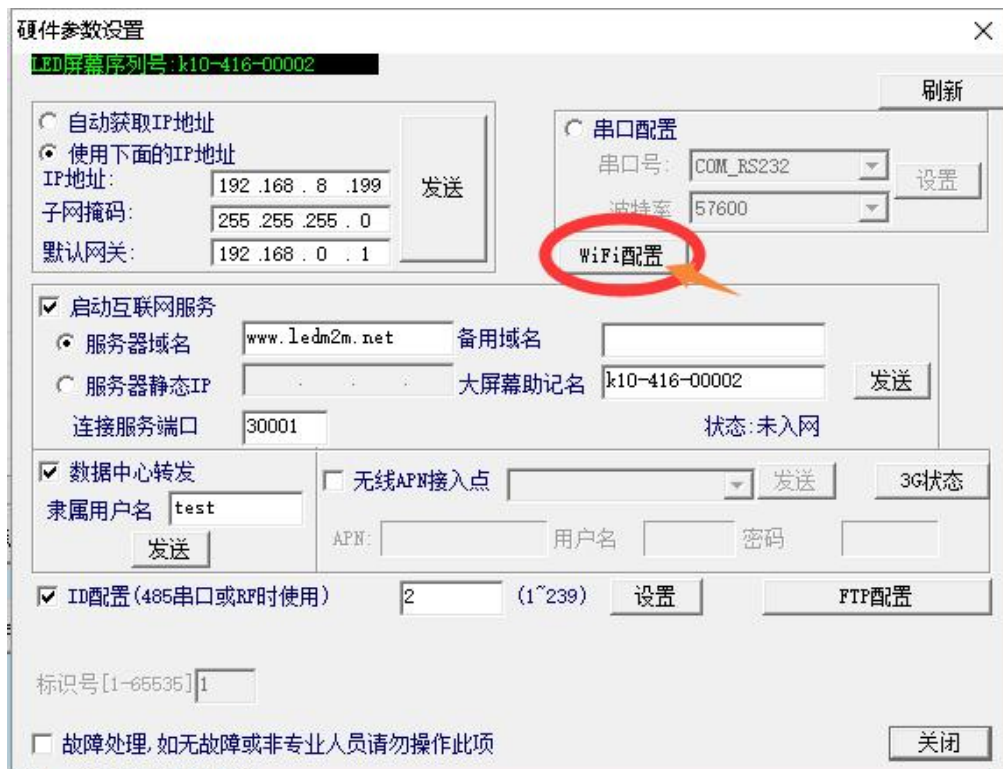 硬件参数设置
LED屏幕序列号:k10-416-00002
刷新
自动获取IP地址
使用下面的IP地址
IP地址: 192 .168 . 8 .199
子网掩码: 255 .255 .255 . 0
默认网关: 192 .168 . 0 . 1
发送
串口配置
串口号: COM_RS232
波特率 57600
设置
WiFi配置
启动互联网服务
服务器域名 www.ledm2m.net 备用域名
服务器静态IP . . . 大屏幕助记名 k10-416-00002 发送
连接服务端口 30001 状态:未入网
数据中心转发
隶属用户名 test
发送
无线APN接入点 发送 3G状态
APN: 用户名 密码
ID配置(485串口或RF时使用) 2 (1~239) 设置 FTP配置
标识号[1-65535] 1
故障处理,如无故障或非专业人员请勿操作此项 关闭